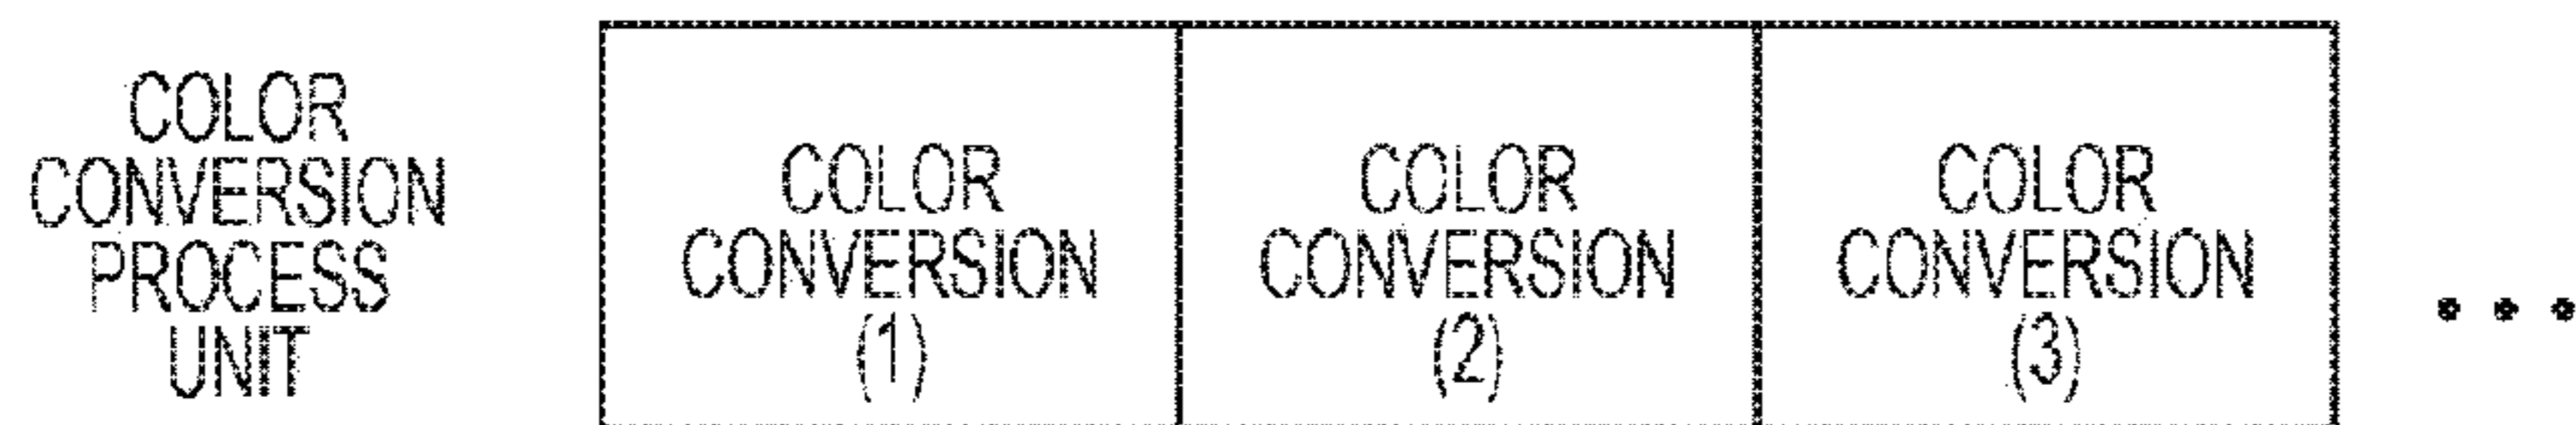 COLOR
CONVERSION
PROCESS
UNIT
COLOR
CONVERSION
(1)
COLOR
CONVERSION
(2)
COLOR
CONVERSION
(3)
...